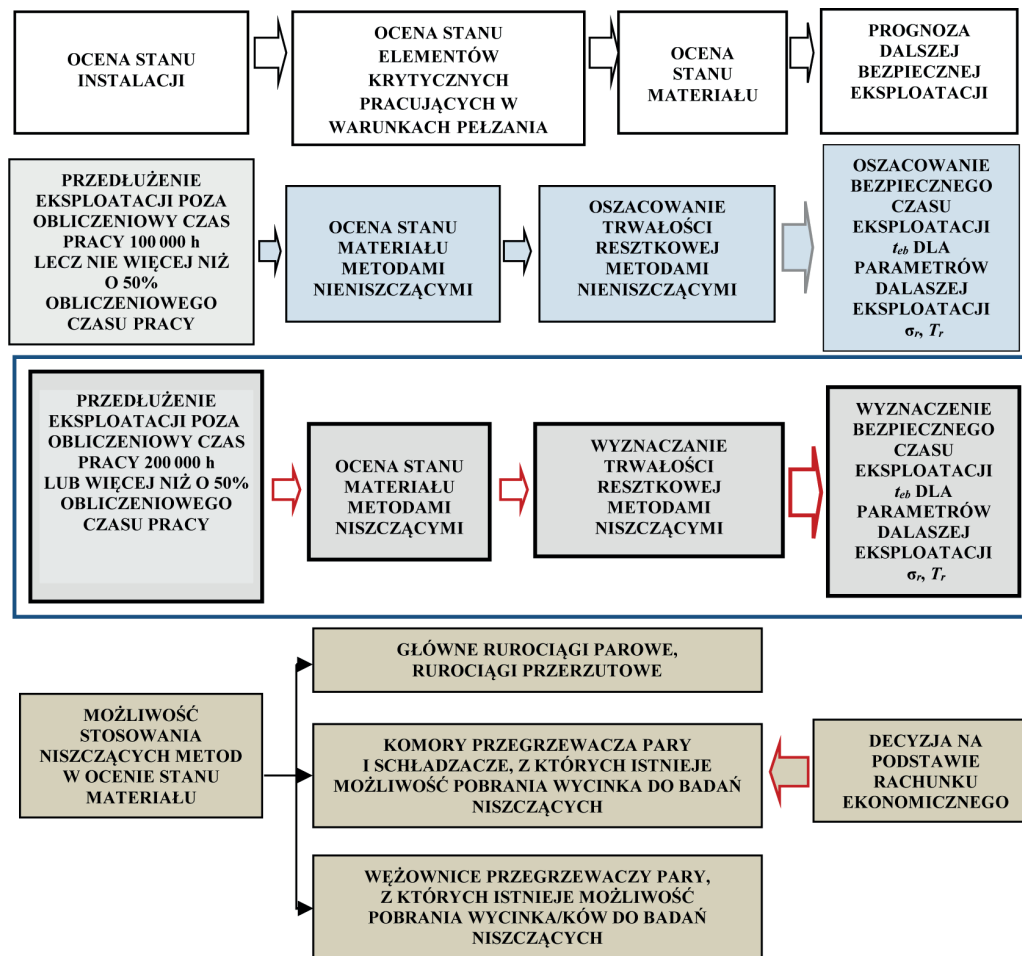 OCENA STANU
INSTALACJI
OCENA STANU
ELEMENTÓW
KRYTYCZNYCH
PRACUJĄCYCH W
WARUNKACH PEŁZANIA
OCENA
STANU
MATERIAŁU
PROGNOZA
DALSZEJ
BEZPIECZNEJ
EKSPLOATACJI
PRZEDŁUŻENIE
EKSPLOATACJI POZA
OBLICZENIOWY CZAS
PRACY 100 000 h
LECZ NIE WIĘCEJ NIŻ
O 50%
OBLICZENIOWEGO
CZASU PRACY
OCENA STANU
MATERIAŁU
METODAMI
NIENISZCZĄCYMI
OSZACOWANIE
TRWAŁOŚCI
RESZTKOWEJ
METODAMI
NIENISZCZĄCYMI
OSZACOWANIE
BEZPIECZNEGO
CZASU
EKSPLOATACJI
teb DLA
PARAMETRÓW
DALASZEJ
EKSPLOATACJI
σr, Tr
PRZEDŁUŻENIE
EKSPLOATACJI POZA
OBLICZENIOWY CZAS
PRACY 200 000 h
LUB WIĘCEJ NIŻ O 50%
OBLICZENIOWEGO
CZASU PRACY
OCENA STANU
MATERIAŁU
METODAMI
NISZCZĄCYMI
WYZNACZANIE
TRWAŁOŚCI
RESZTKOWEJ
METODAMI
NISZCZĄCYMI
WYZNACZENIE
BEZPIECZNEGO
CZASU
EKSPLOATACJI
teb DLA
PARAMETRÓW
DALASZEJ
EKSPLOATACJI
σr, Tr
MOŻLIWOŚĆ
STOSOWANIA
NISZCZĄCYCH METOD
W OCENIE STANU
MATERIAŁU
GŁÓWNE RUROCIĄGI PAROWE,
RUROCIĄGI PRZERZUTOWE
KOMORY PRZEGRZEWACZA PARY
I SCHŁADZACZE, Z KTÓRYCH ISTNIEJE
MOŻLIWOŚĆ POBRANIA WYCINKA DO BADAŃ
NISZCZĄCYCH
DECYZJA NA
PODSTAWIE
RACHUNKU
EKONOMICZNEGO
WĘŻOWNICE PRZEGRZEWACZY PARY,
Z KTÓRYCH ISTNIEJE MOŻLIWOŚĆ
POBRANIA WYCINKA/KÓW DO BADAŃ
NISZCZĄCYCH